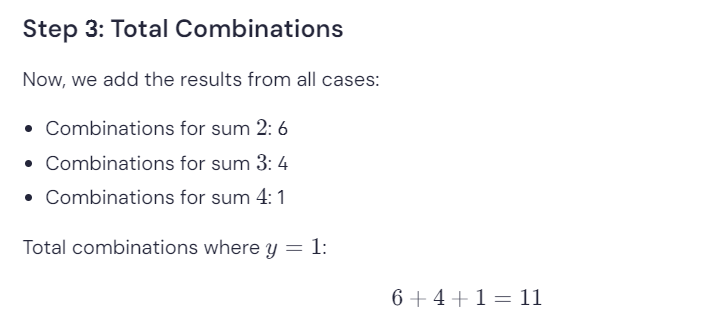 Step 3: Total Combinations
Now, we add the results from all cases:
• Combinations for sum 2: 6
• Combinations for sum 3: 4
• Combinations for sum 4: 1
Total combinations where y = 1:
6 + 4 + 1 = 11